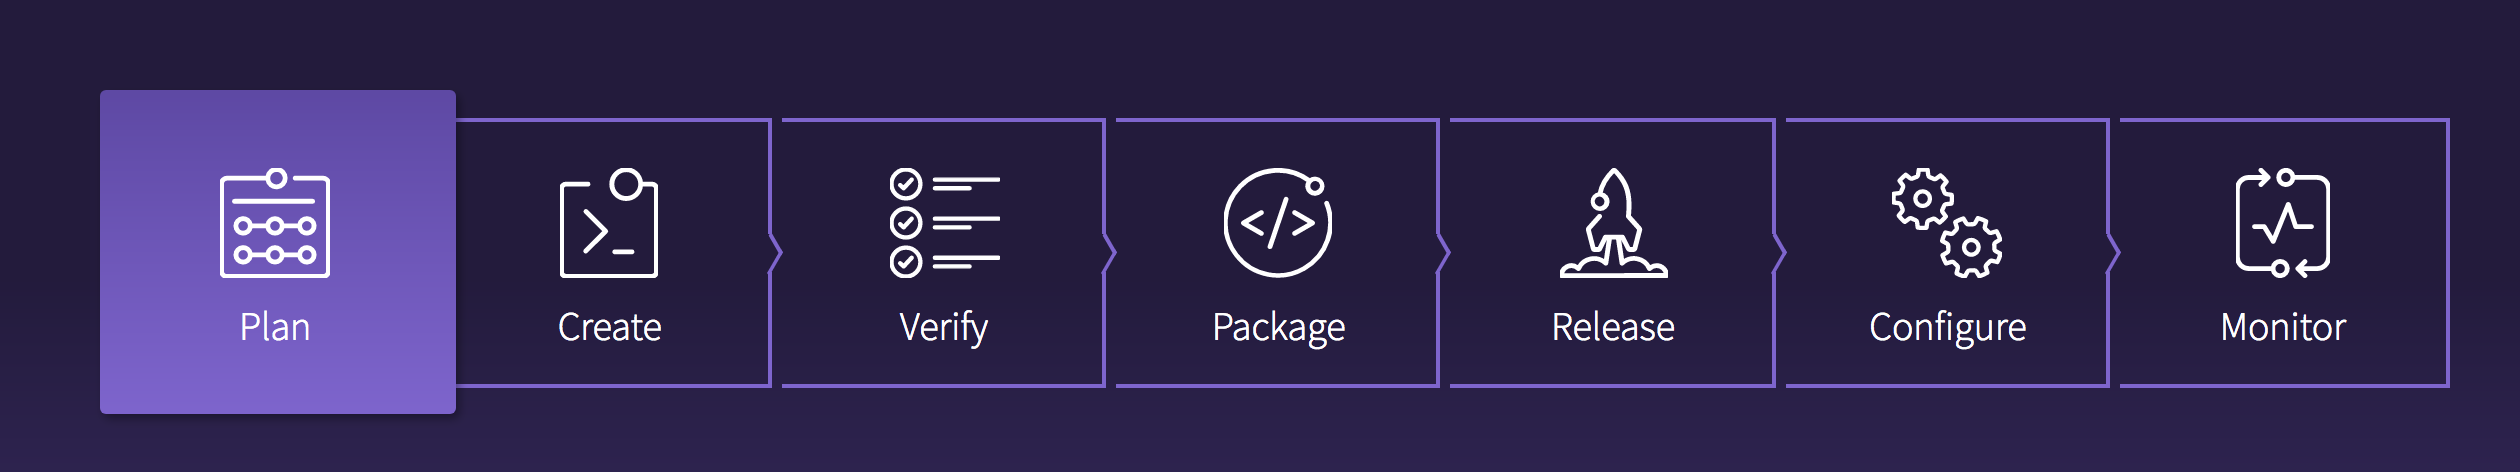 Plan
Create
Verify
Package
Release
Configure
Monitor